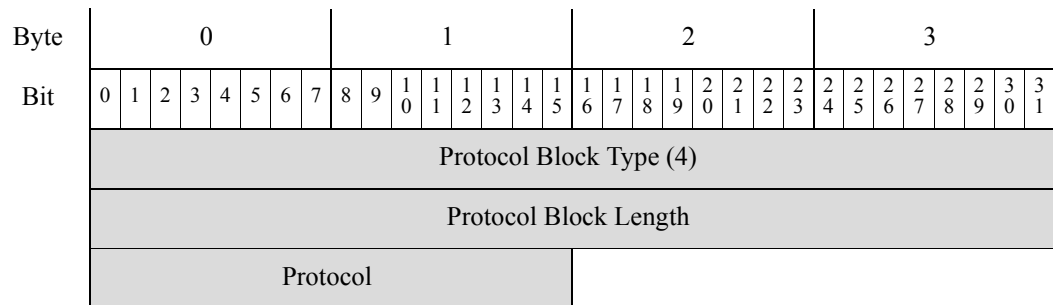 Byte 0 1 2 3
Bit 0 1 2 3 4 5 6 7 8 9 10 11 12 13 14 15 16 17 18 19 20 21 22 23 24 25 26 27 28 29 30 31
Protocol Block Type (4)
Protocol Block Length
Protocol